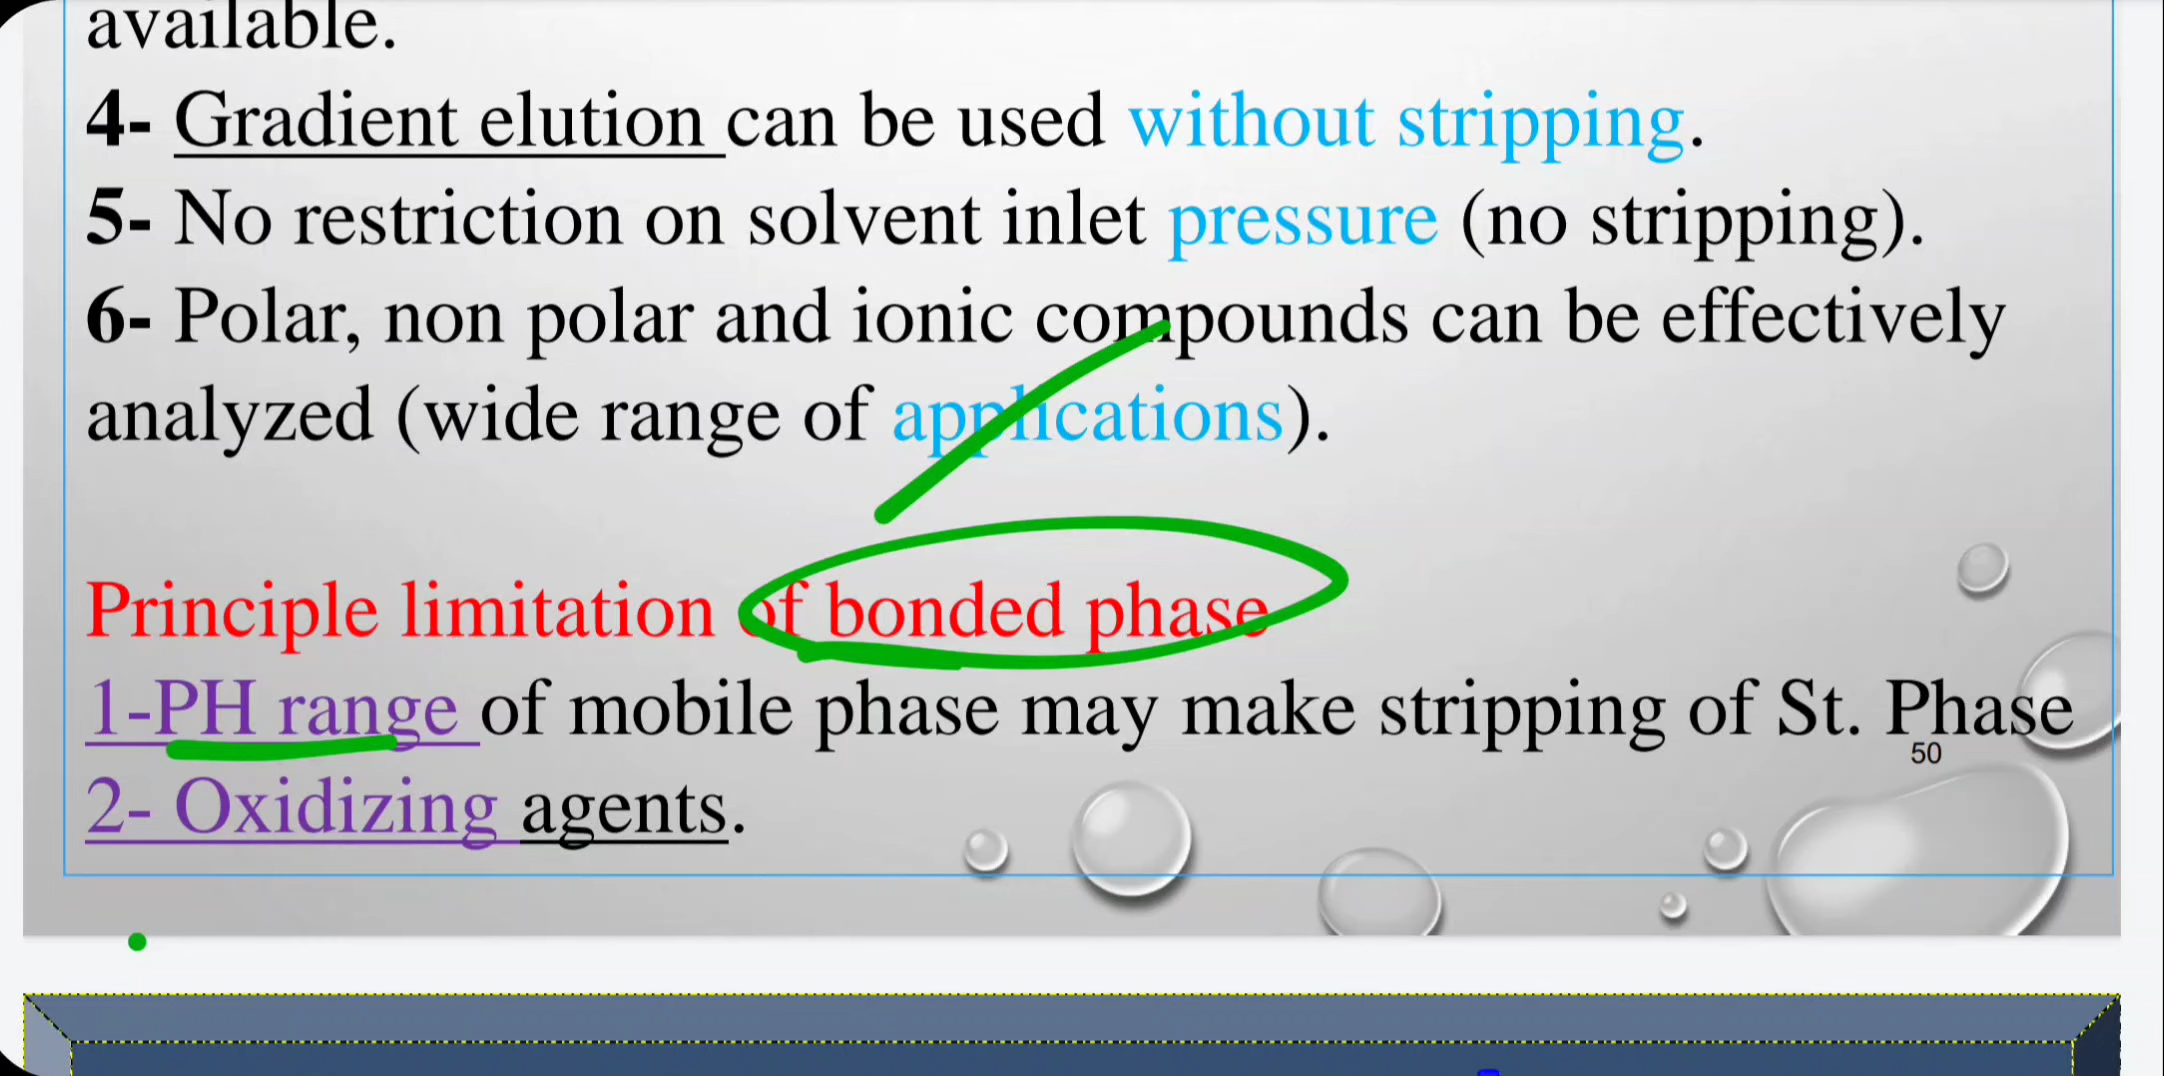 available.
4- Gradient elution can be used without stripping.
5- No restriction on solvent inlet pressure (no stripping).
6- Polar, non polar and ionic compounds can be effectively
analyzed (wide range of applications).
Principle limitation of bonded phase
1-PH range of mobile phase may make stripping of St. Phase
50
2- Oxidizing agents.